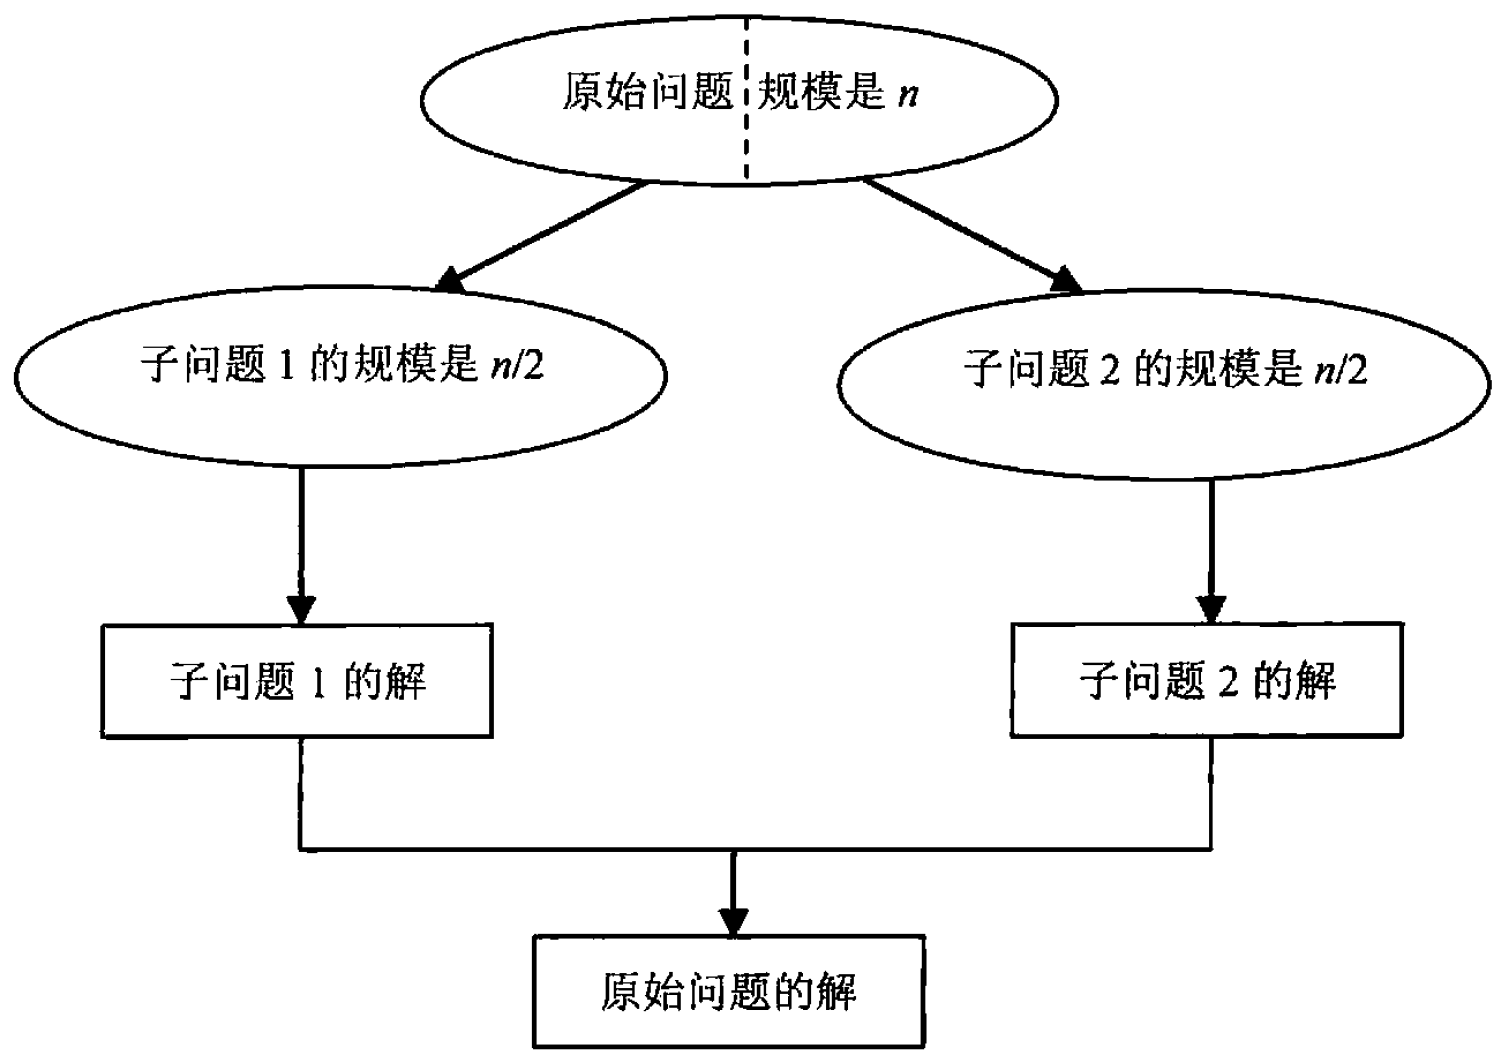 原始问题 规模是 n
子问题 1 的规模是 n/2
子问题 2 的规模是 n/2
子问题 1 的解
子问题 2 的解
原始问题的解